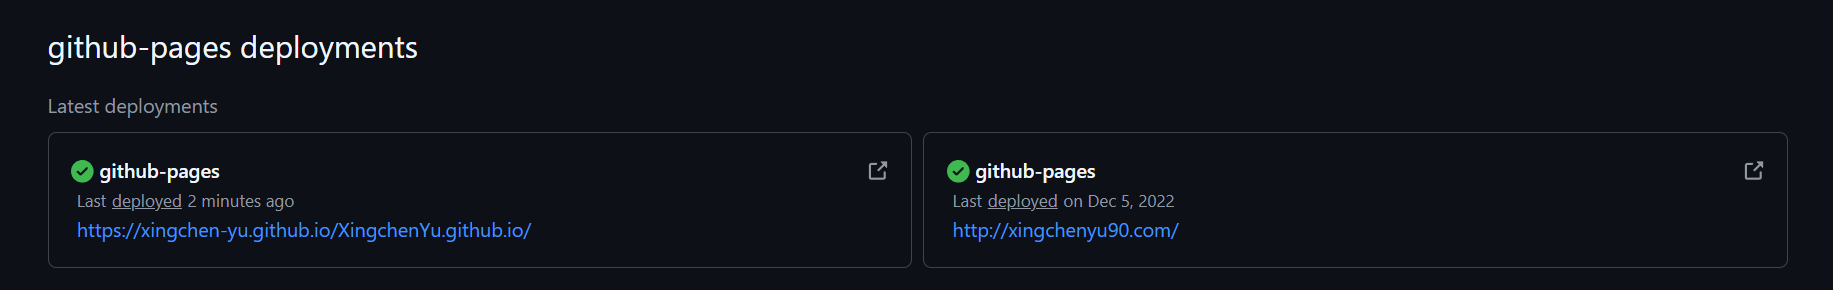 github-pages deployments
Latest deployments
github-pages
Last deployed 2 minutes ago
https://xingchen-yu.github.io/XingchenYu.github.io/
github-pages
Last deployed on Dec 5, 2022
http://xingchenyu90.com/